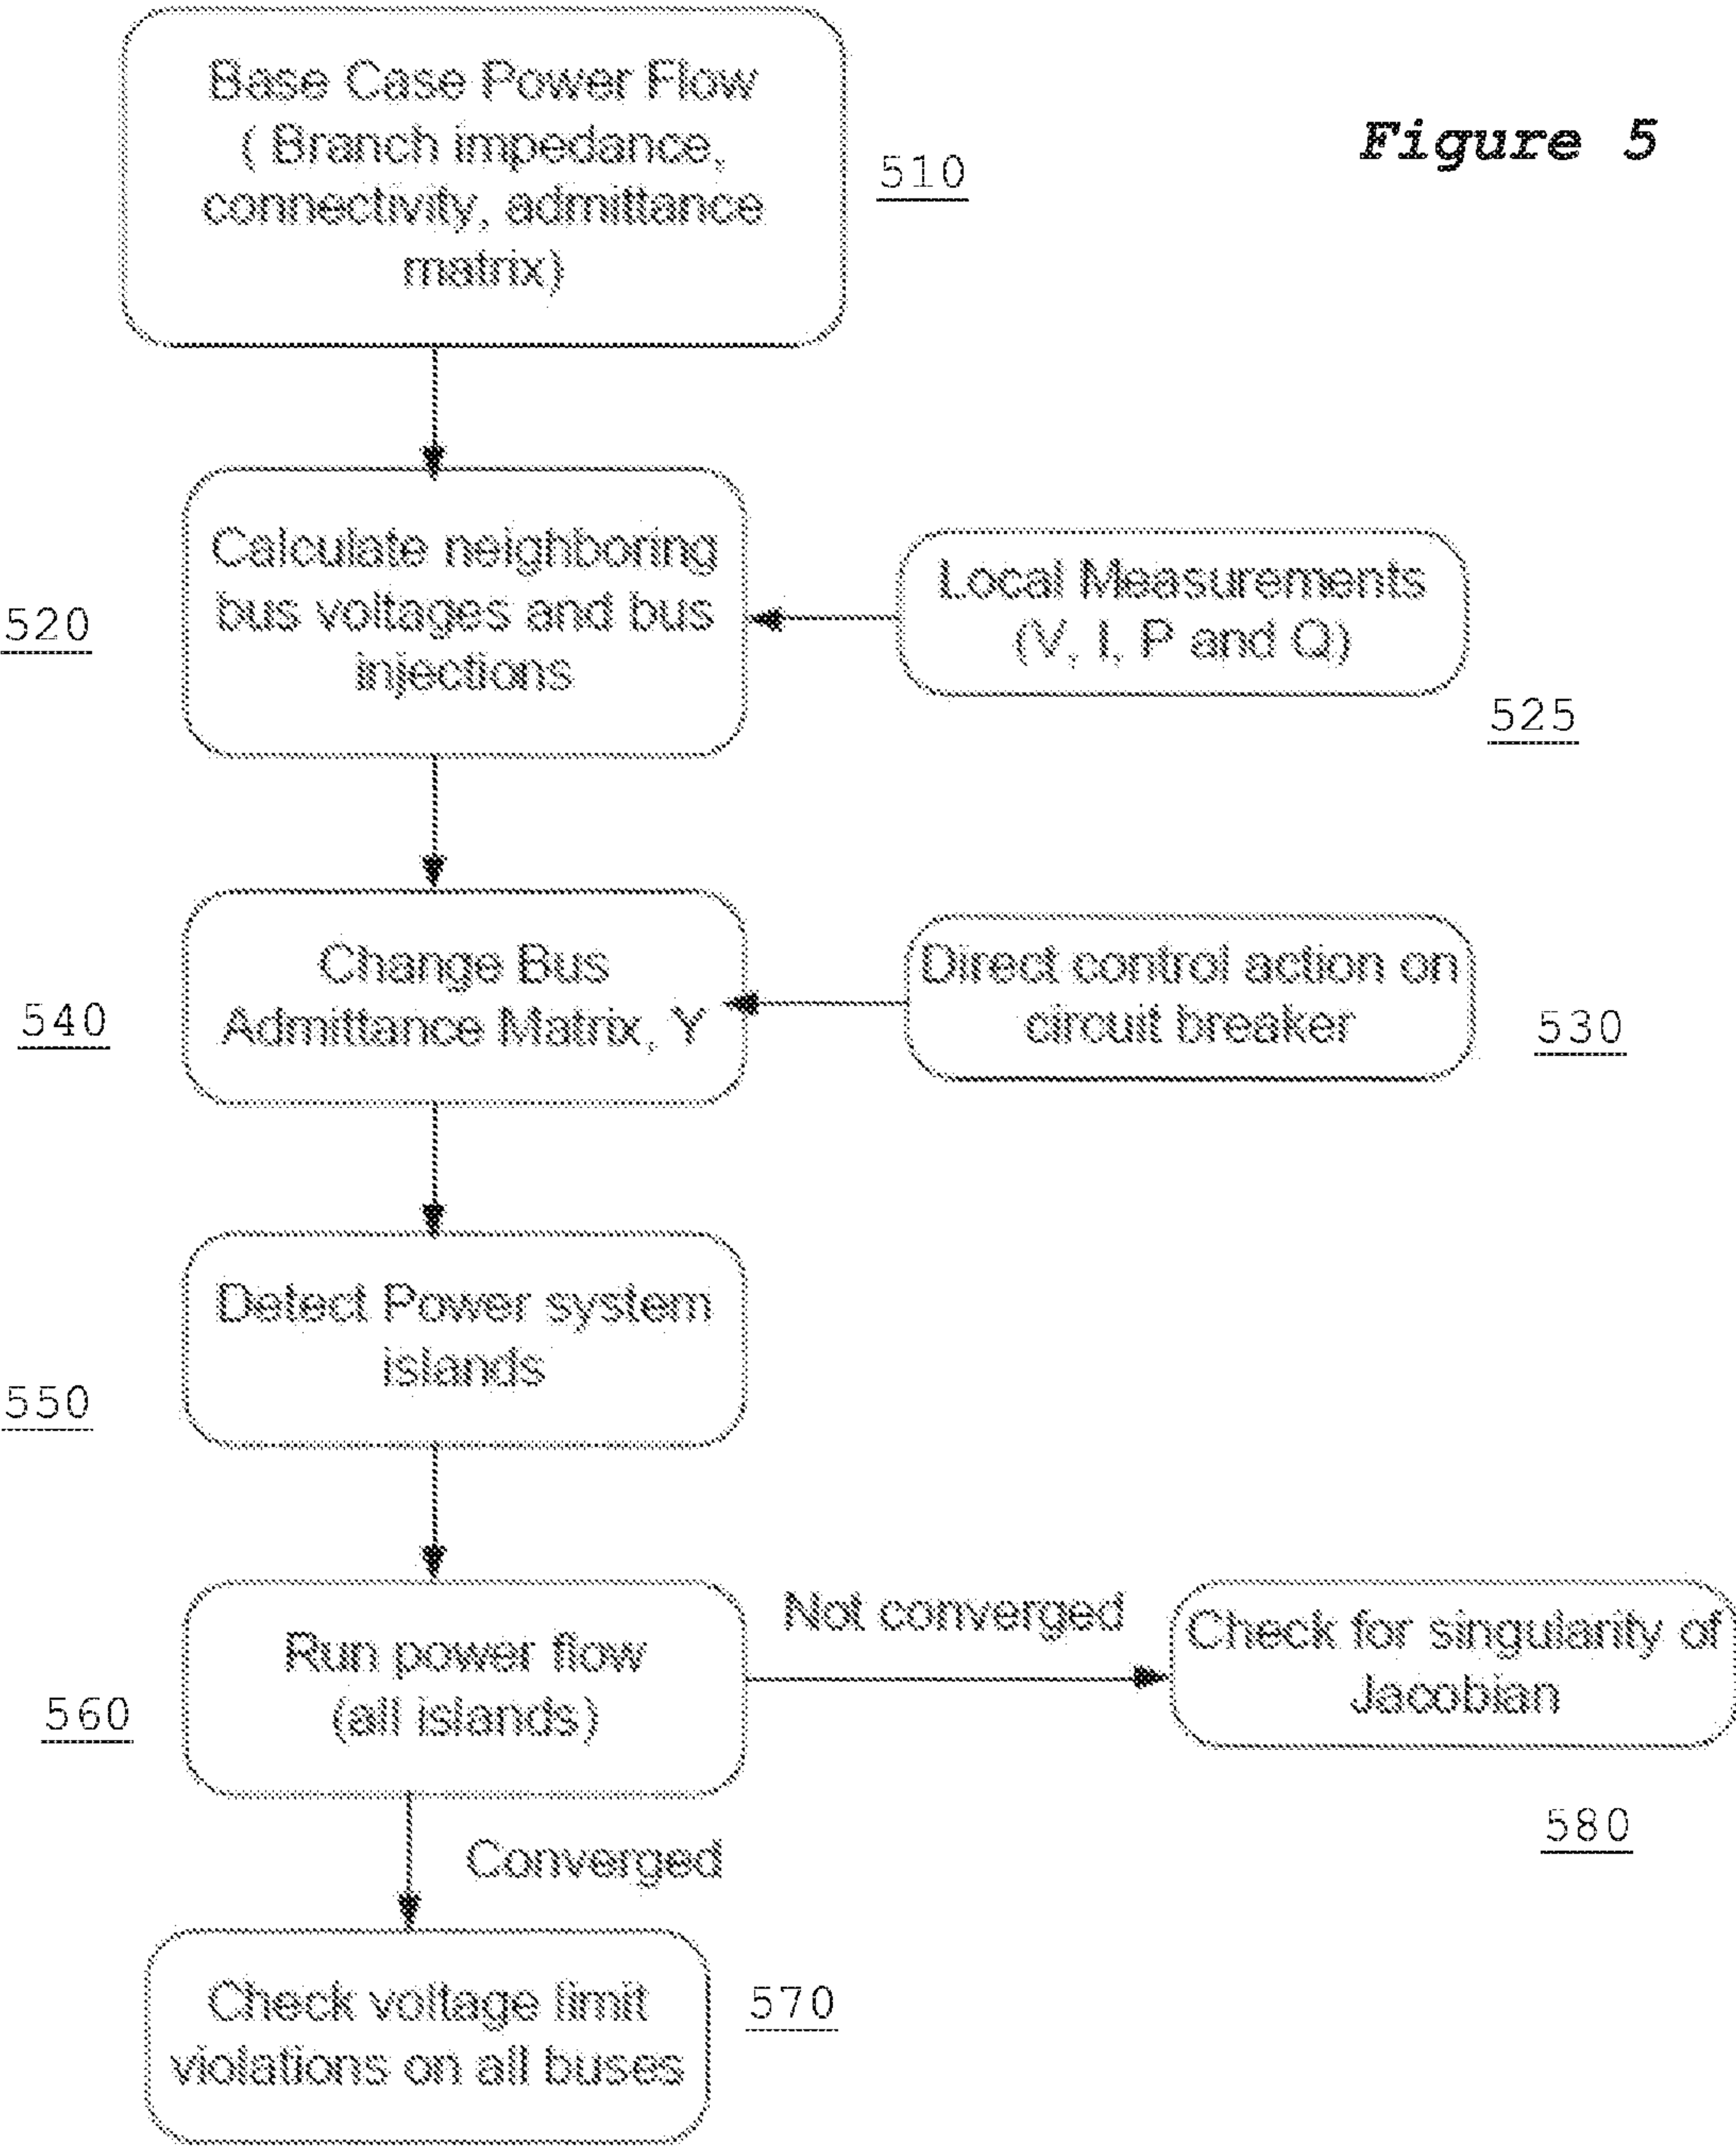 Base Case Power Flow
( Branch impedance,
connectivity, admittance
matrix)
510
Figure 5
Calculate neighboring
bus voltages and bus
injections
520
Local Measurements
(V, I, P and Q)
525
Change Bus
Admittance Matrix, Y
540
Direct control action on
circuit breaker
530
Detect Power system
islands
550
Run power flow
(all islands)
560
Not converged
Check for singularity of
Jacobian
580
Converged
Check voltage limit
violations on all buses
570